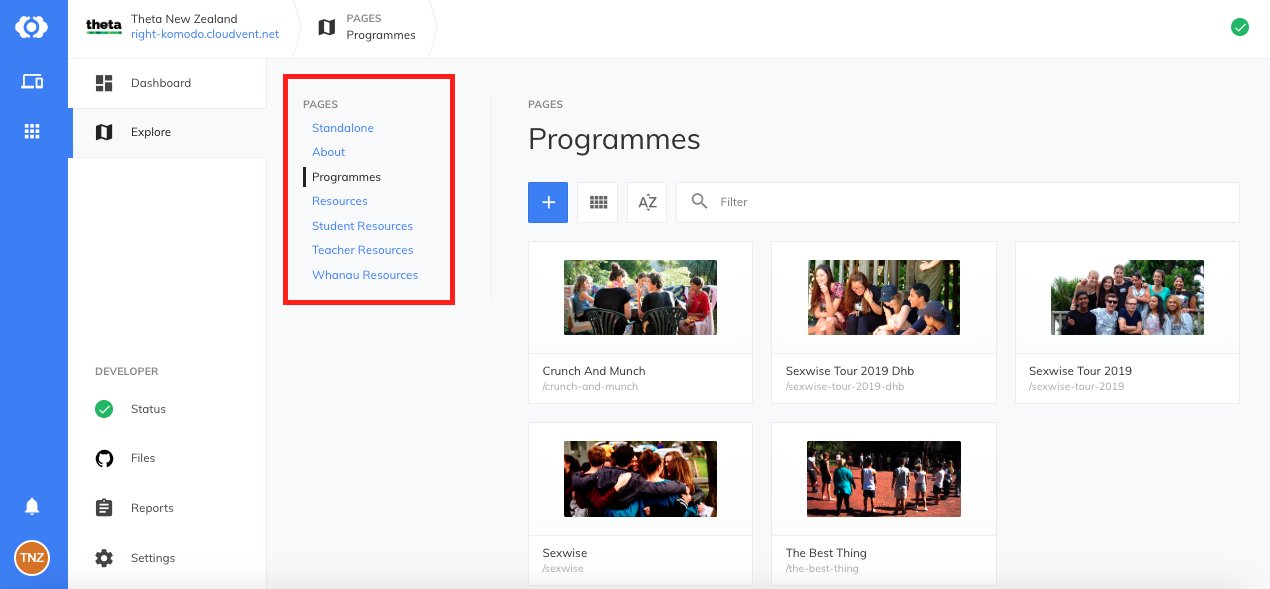 theta
Theta New Zealand
right-komodo.cloudvent.net
PAGES
Programmes
Dashboard
Explore
DEVELOPER
Status
Files
Reports
Settings
TNZ
PAGES
Standalone
About
Programmes
Resources
Student Resources
Teacher Resources
Whanau Resources
PAGES
Programmes
AZ
Filter
Crunch And Munch
/crunch-and-munch
Sexwise Tour 2019 Dhb
/sexwise-tour-2019-dhb
Sexwise Tour 2019
/sexwise-tour-2019
Sexwise
/sexwise
The Best Thing
/the-best-thing